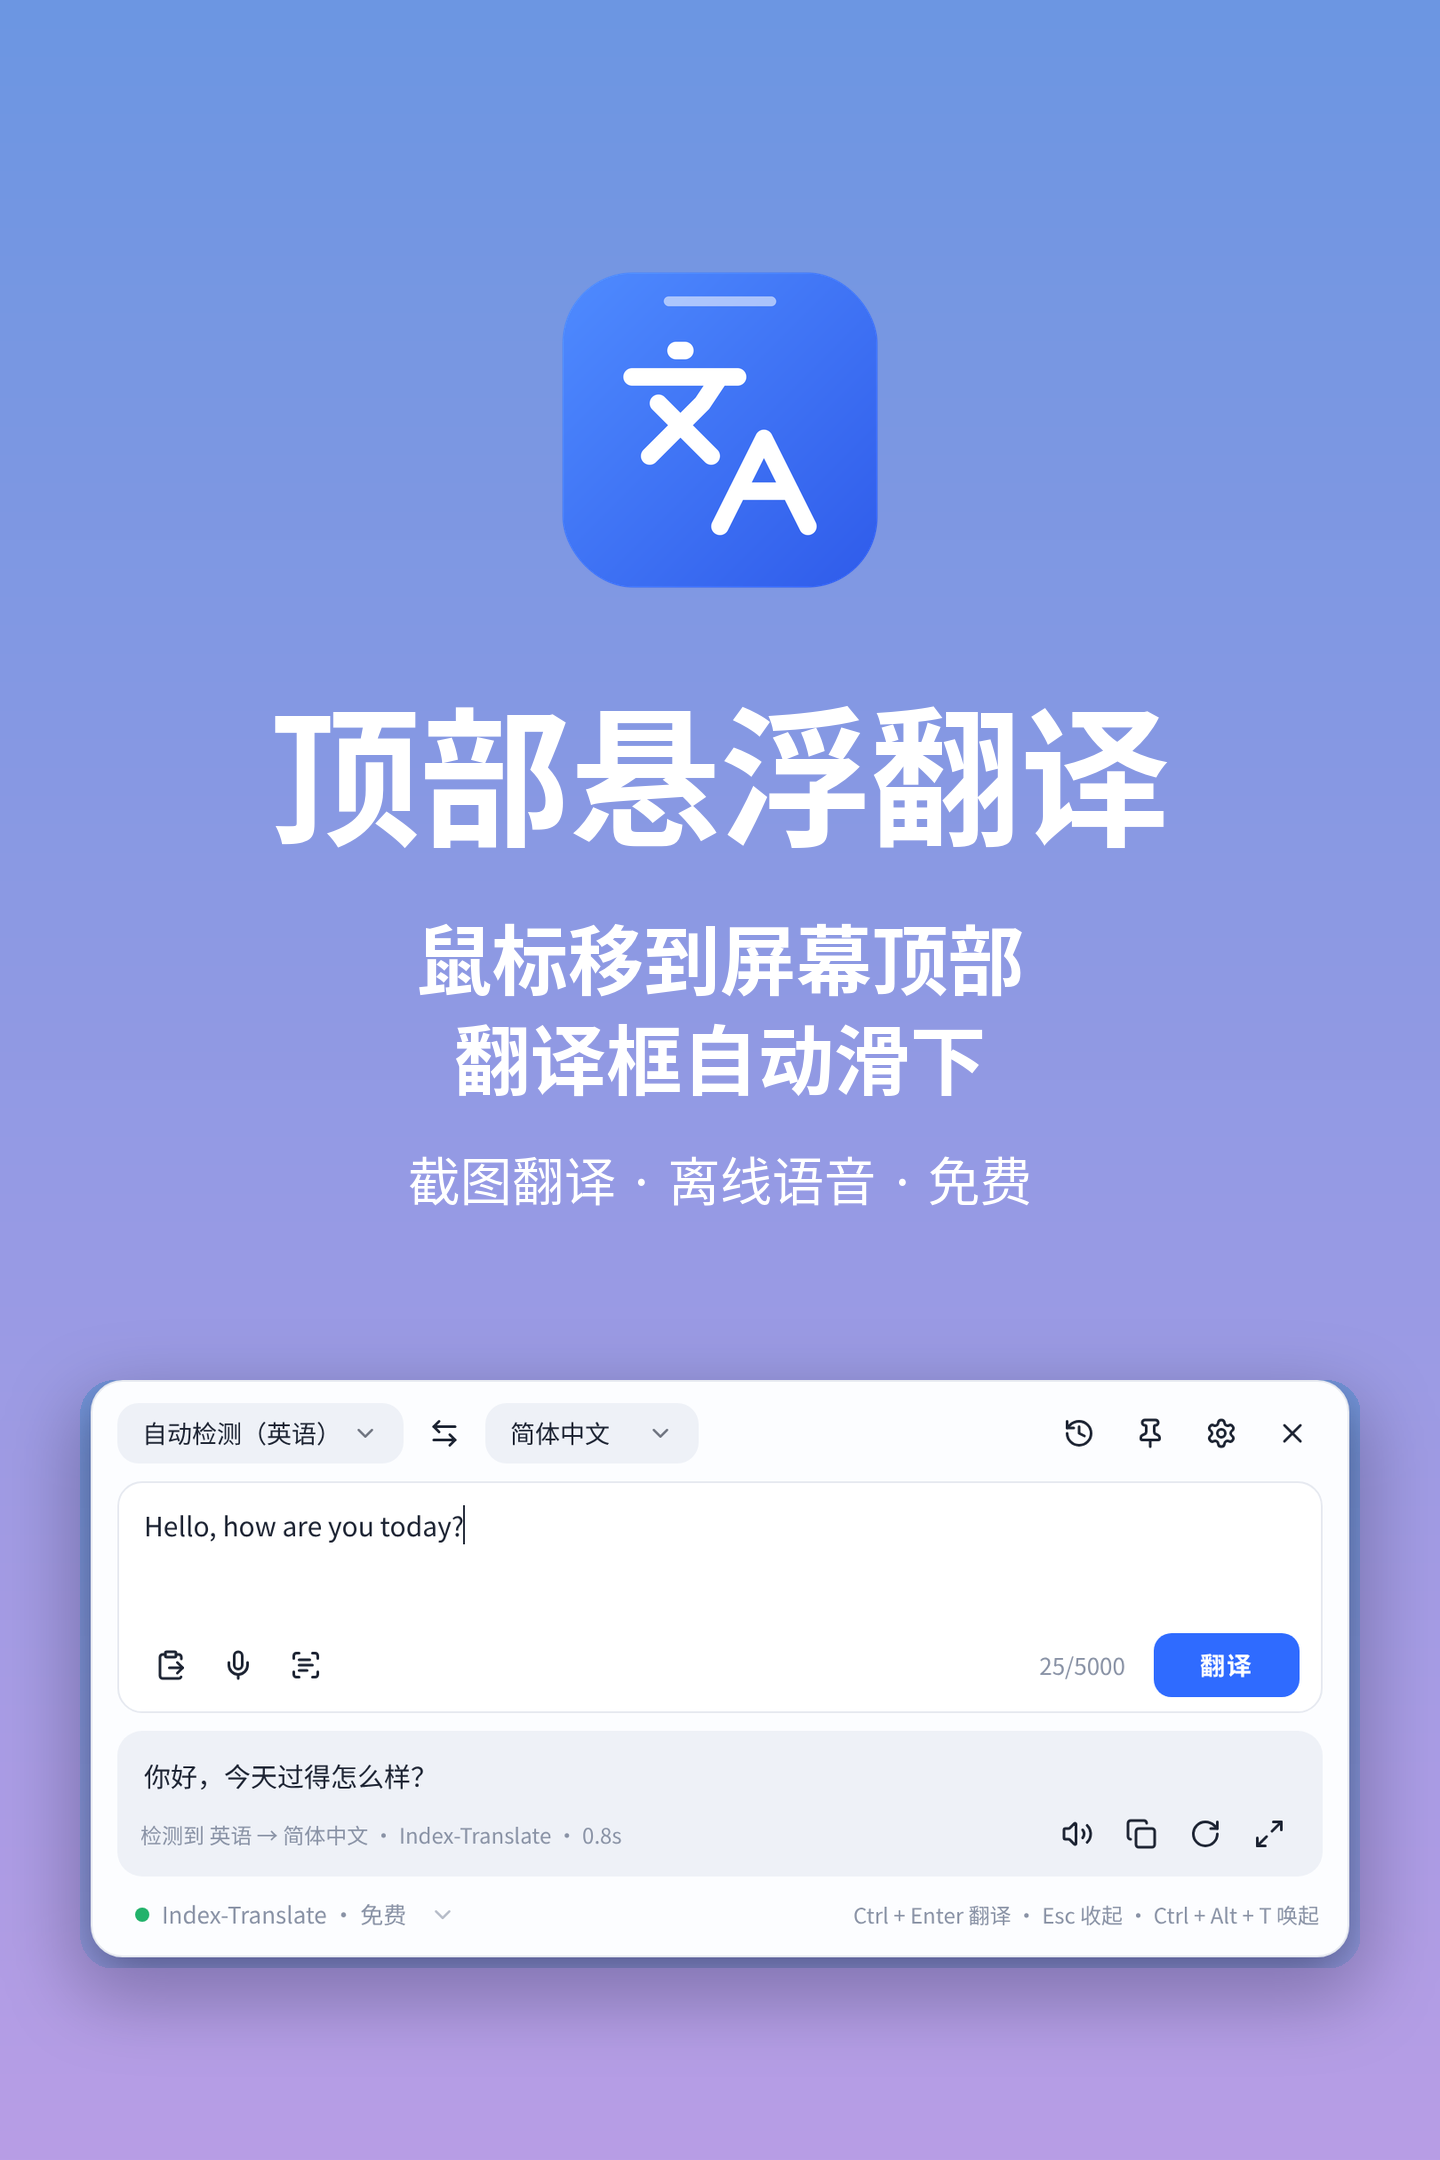 文A
顶部悬浮翻译
鼠标移到屏幕顶部
翻译框自动滑下
截图翻译 · 离线语音 · 免费
自动检测（英语） 简体中文
Hello, how are you today?
25/5000 翻译
你好，今天过得怎么样？
检测到 英语 → 简体中文 · Index-Translate · 0.8s
Index-Translate · 免费 Ctrl + Enter 翻译 · Esc 收起 · Ctrl + Alt + T 唤起